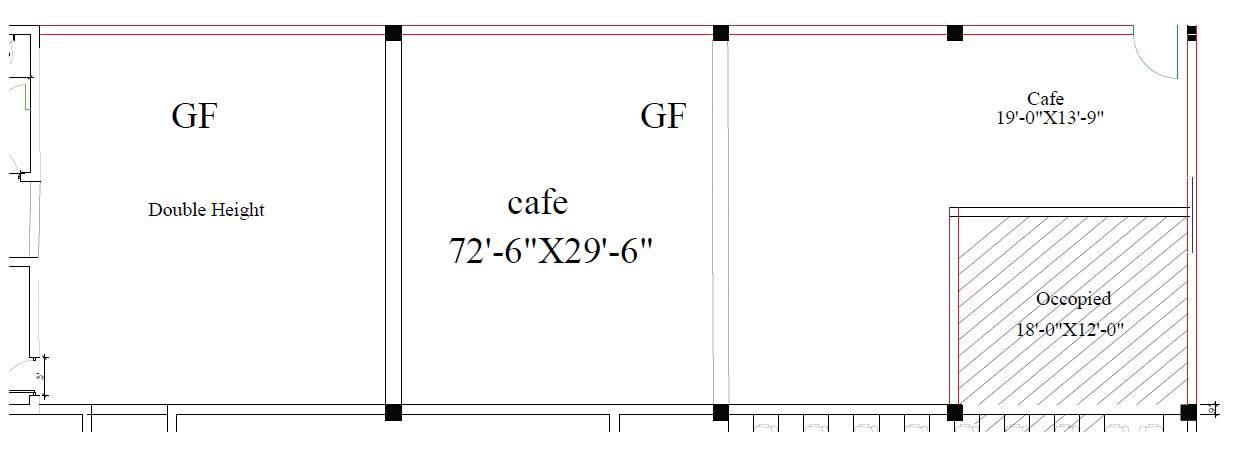 GF
GF
Cafe
19'-0"X13'-9"
Double Height
cafe
72'-6"X29'-6"
Occopied
18'-0"X12'-0"
5'